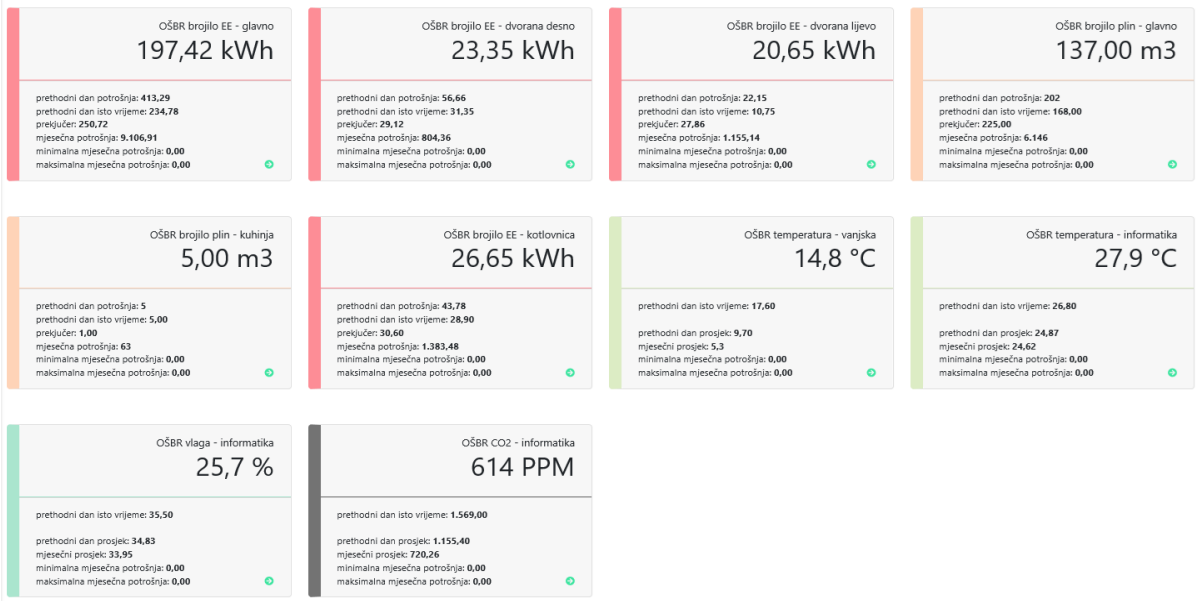 OŠBR brojilo EE - glavno
197,42 kWh
prethodni dan potrošnja: 413,29
prethodni dan isto vrijeme: 234,78
prekjučer: 250,72
mjesečna potrošnja: 9.106,91
minimalna mjesečna potrošnja: 0,00
maksimalna mjesečna potrošnja: 0,00
OŠBR brojilo EE - dvorana desno
23,35 kWh
prethodni dan potrošnja: 56,66
prethodni dan isto vrijeme: 31,35
prekjučer: 29,12
mjesečna potrošnja: 804,36
minimalna mjesečna potrošnja: 0,00
maksimalna mjesečna potrošnja: 0,00
OŠBR brojilo EE - dvorana lijevo
20,65 kWh
prethodni dan potrošnja: 22,15
prethodni dan isto vrijeme: 10,75
prekjučer: 27,86
mjesečna potrošnja: 1.155,14
minimalna mjesečna potrošnja: 0,00
maksimalna mjesečna potrošnja: 0,00
OŠBR brojilo plin - glavno
137,00 m3
prethodni dan potrošnja: 202
prethodni dan isto vrijeme: 168,00
prekjučer: 225,00
mjesečna potrošnja: 6.146
minimalna mjesečna potrošnja: 0,00
maksimalna mjesečna potrošnja: 0,00
OŠBR brojilo plin - kuhinja
5,00 m3
prethodni dan potrošnja: 5
prethodni dan isto vrijeme: 5,00
prekjučer: 1,00
mjesečna potrošnja: 63
minimalna mjesečna potrošnja: 0,00
maksimalna mjesečna potrošnja: 0,00
OŠBR brojilo EE - kotlovnica
26,65 kWh
prethodni dan potrošnja: 43,78
prethodni dan isto vrijeme: 28,90
prekjučer: 30,60
mjesečna potrošnja: 1.383,48
minimalna mjesečna potrošnja: 0,00
maksimalna mjesečna potrošnja: 0,00
OŠBR temperatura - vanjska
14,8 °C
prethodni dan isto vrijeme: 17,60
prethodni dan prosjek: 9,70
mjesečni prosjek: 5,3
minimalna mjesečna potrošnja: 0,00
maksimalna mjesečna potrošnja: 0,00
OŠBR temperatura - informatika
27,9 °C
prethodni dan isto vrijeme: 26,80
prethodni dan prosjek: 24,87
mjesečni prosjek: 24,62
minimalna mjesečna potrošnja: 0,00
maksimalna mjesečna potrošnja: 0,00
OŠBR vlaga - informatika
25,7 %
prethodni dan isto vrijeme: 35,50
prethodni dan prosjek: 34,83
mjesečni prosjek: 33,95
minimalna mjesečna potrošnja: 0,00
maksimalna mjesečna potrošnja: 0,00
OŠBR CO2 - informatika
614 PPM
prethodni dan isto vrijeme: 1.569,00
prethodni dan prosjek: 1.155,40
mjesečni prosjek: 720,26
minimalna mjesečna potrošnja: 0,00
maksimalna mjesečna potrošnja: 0,00